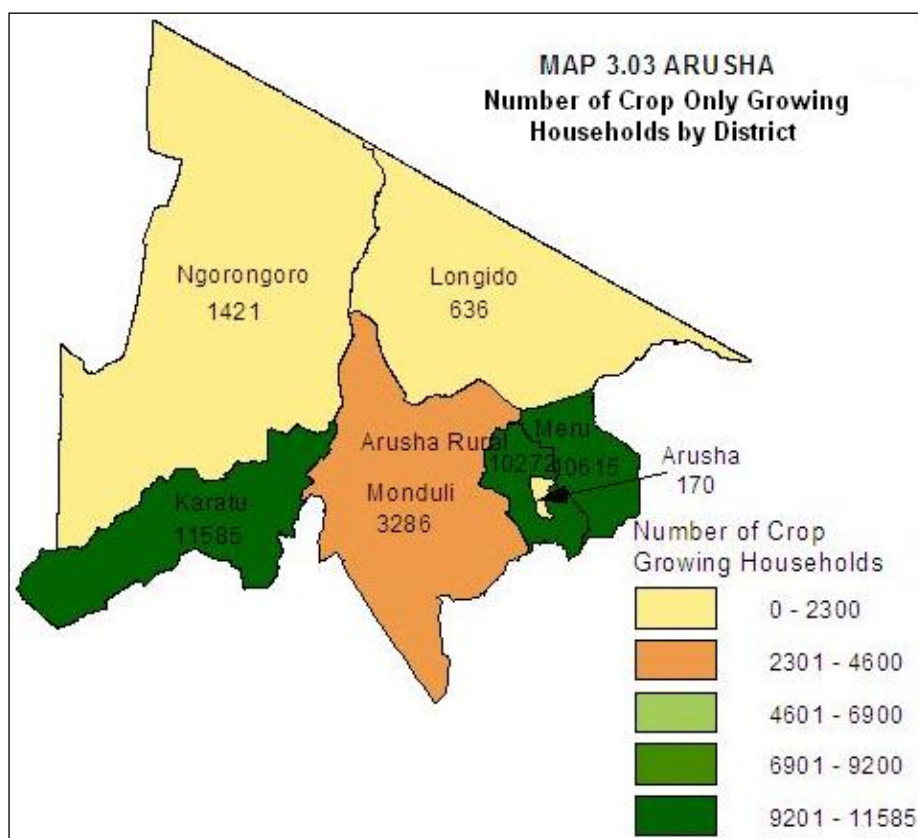 MAP 3.03 ARUSHA
Number of Crop Only Growing
Households by District
Ngorongoro
1421
Longido
636
Arusha Rural
10272
Meru
10615
Arusha
170
Karatu
11585
Monduli
3286
Number of Crop
Growing Households
0 - 2300
2301 - 4600
4601 - 6900
6901 - 9200
9201 - 11585